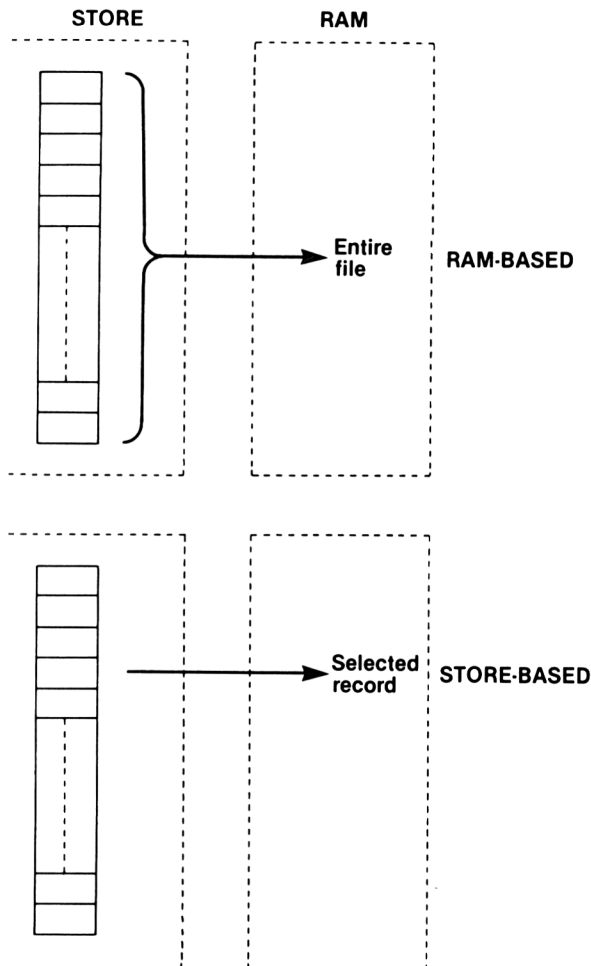 STORE RAM
Entire
file
RAM-BASED
Selected
record
STORE-BASED